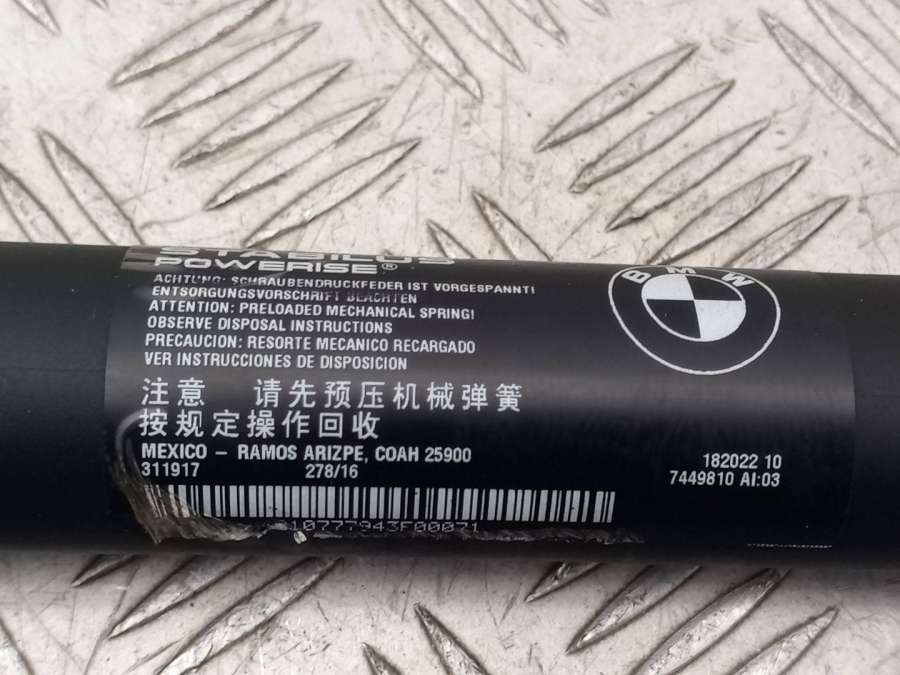 STABILUS
POWERISE®
ACHTUNG: SCHRAUBENDRUCKFEDER IST VORGESPANNT!
ENTSORGUNGSVORSCHRIFT BEACHTEN
ATTENTION: PRELOADED MECHANICAL SPRING!
OBSERVE DISPOSAL INSTRUCTIONS
PRECAUCION: RESORTE MECANICO RECARGADO
VER INSTRUCCIONES DE DISPOSICION
注意 请先预压机械弹簧
按规定操作回收
MEXICO - RAMOS ARIZPE, COAH 25900
311917 278/16
10777943F00071
BMW
182022 10
7449810 AI:03